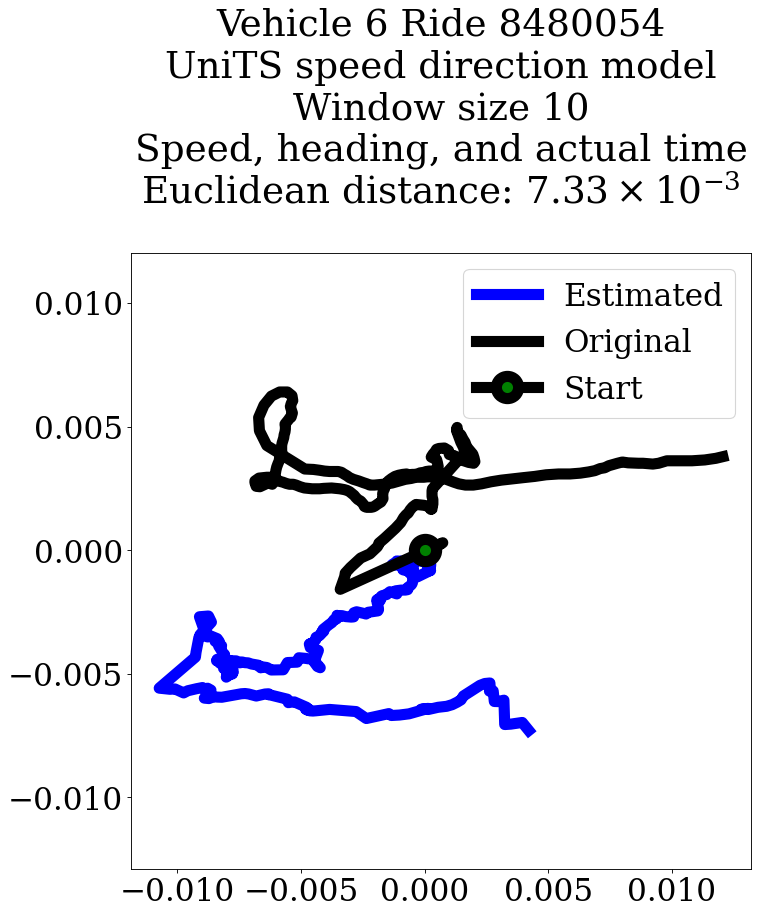 Vehicle 6 Ride 8480054
UniTS speed direction model
Window size 10
Speed, heading, and actual time
Euclidean distance: 7.33 × 10⁻³
Estimated
Original
Start
0.010
0.005
0.000
−0.005
−0.010
−0.010 −0.005 0.000 0.005 0.010